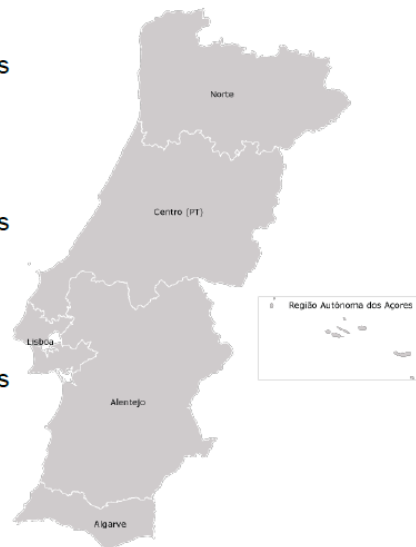 s
Norte
s
Centro (PT)
Região Autónoma dos Açores
Lisboa
s
Alentejo
Algarve